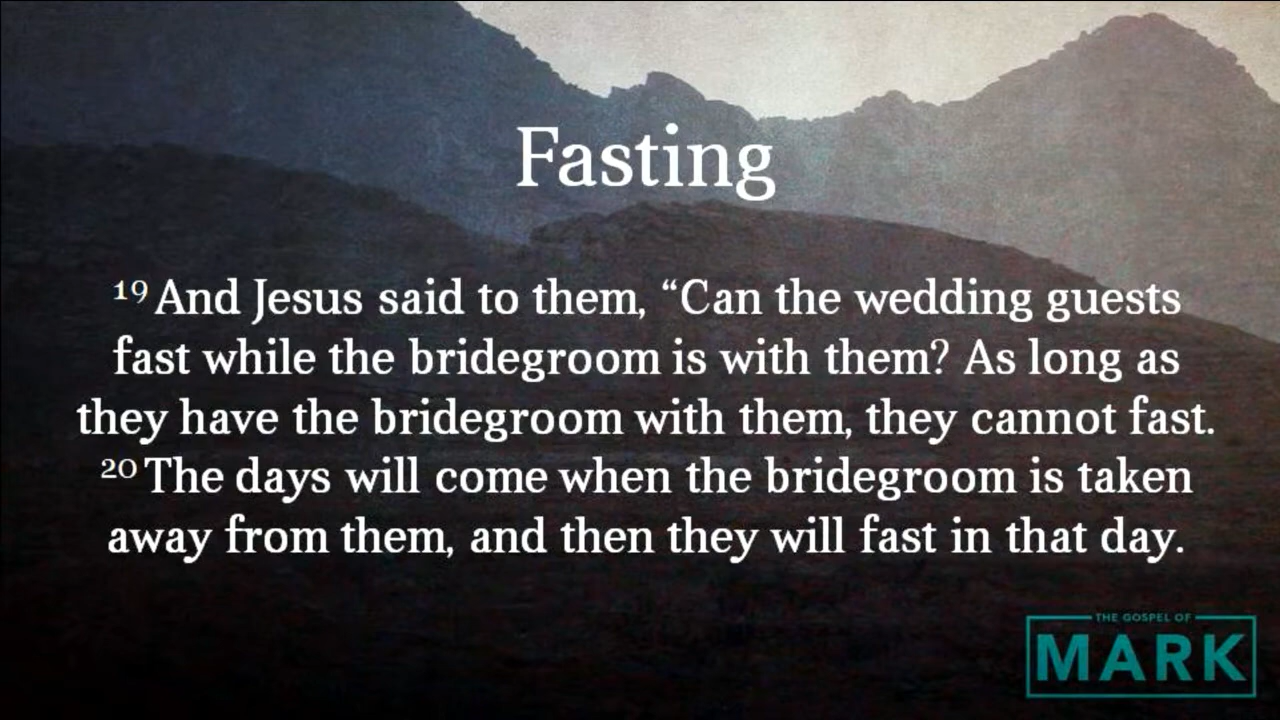 Fasting
19 And Jesus said to them, “Can the wedding guests
fast while the bridegroom is with them? As long as
they have the bridegroom with them, they cannot fast.
20 The days will come when the bridegroom is taken
away from them, and then they will fast in that day.
THE GOSPEL OF
MARK